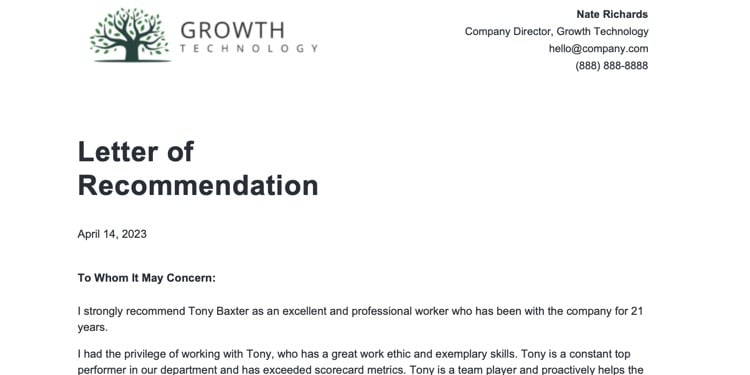 GROWTH
TECHNOLOGY
Nate Richards
Company Director, Growth Technology
hello@company.com
(888) 888-8888
Letter of
Recommendation
April 14, 2023
To Whom It May Concern:
I strongly recommend Tony Baxter as an excellent and professional worker who has been with the company for 21
years.
I had the privilege of working with Tony, who has a great work ethic and exemplary skills. Tony is a constant top
performer in our department and has exceeded scorecard metrics. Tony is a team player and proactively helps the